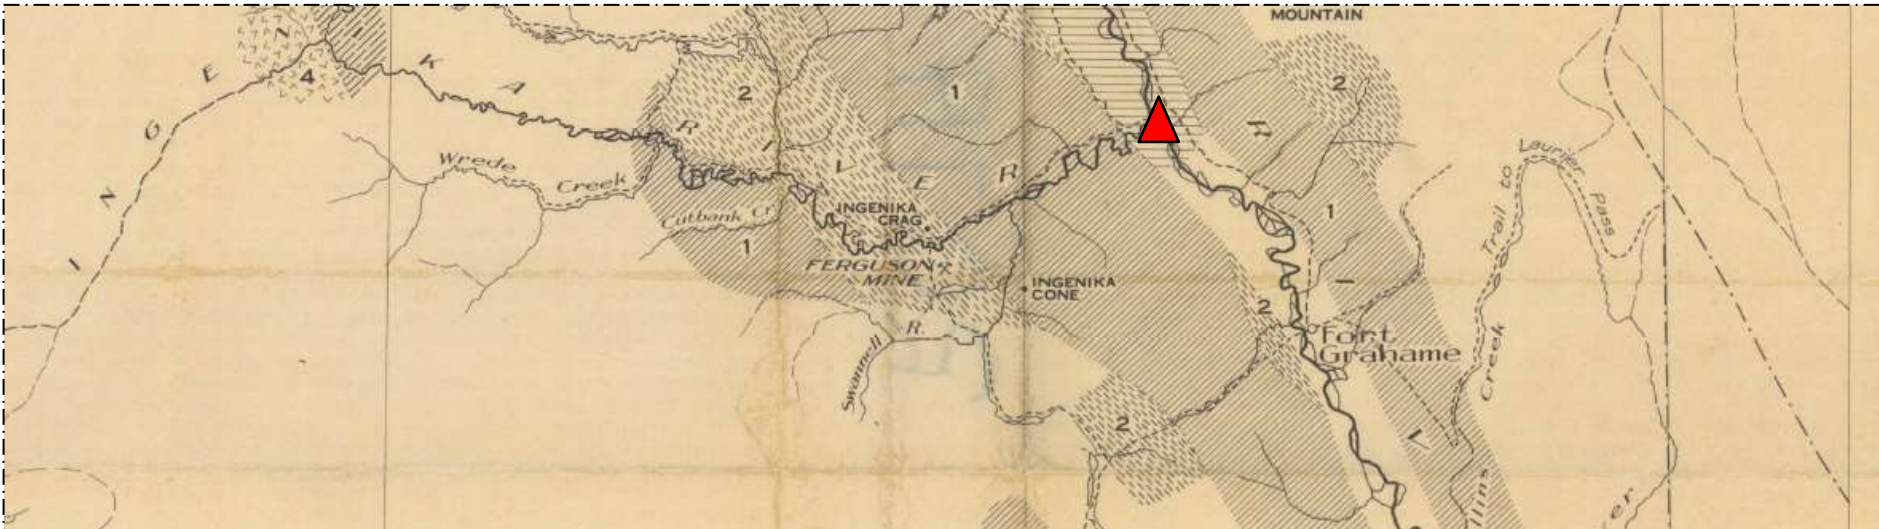 MOUNTAIN
INGENIKA
RIVER
4
2
1
2
Wrede
Creek
Cutbank Cr.
INGENIKA
CRAG
1
FERGUSON
MINE
INGENIKA
CONE
1
2
Fort
Grahame
Swannell
R.
2
Trail to
Laurier
Pass
Creek